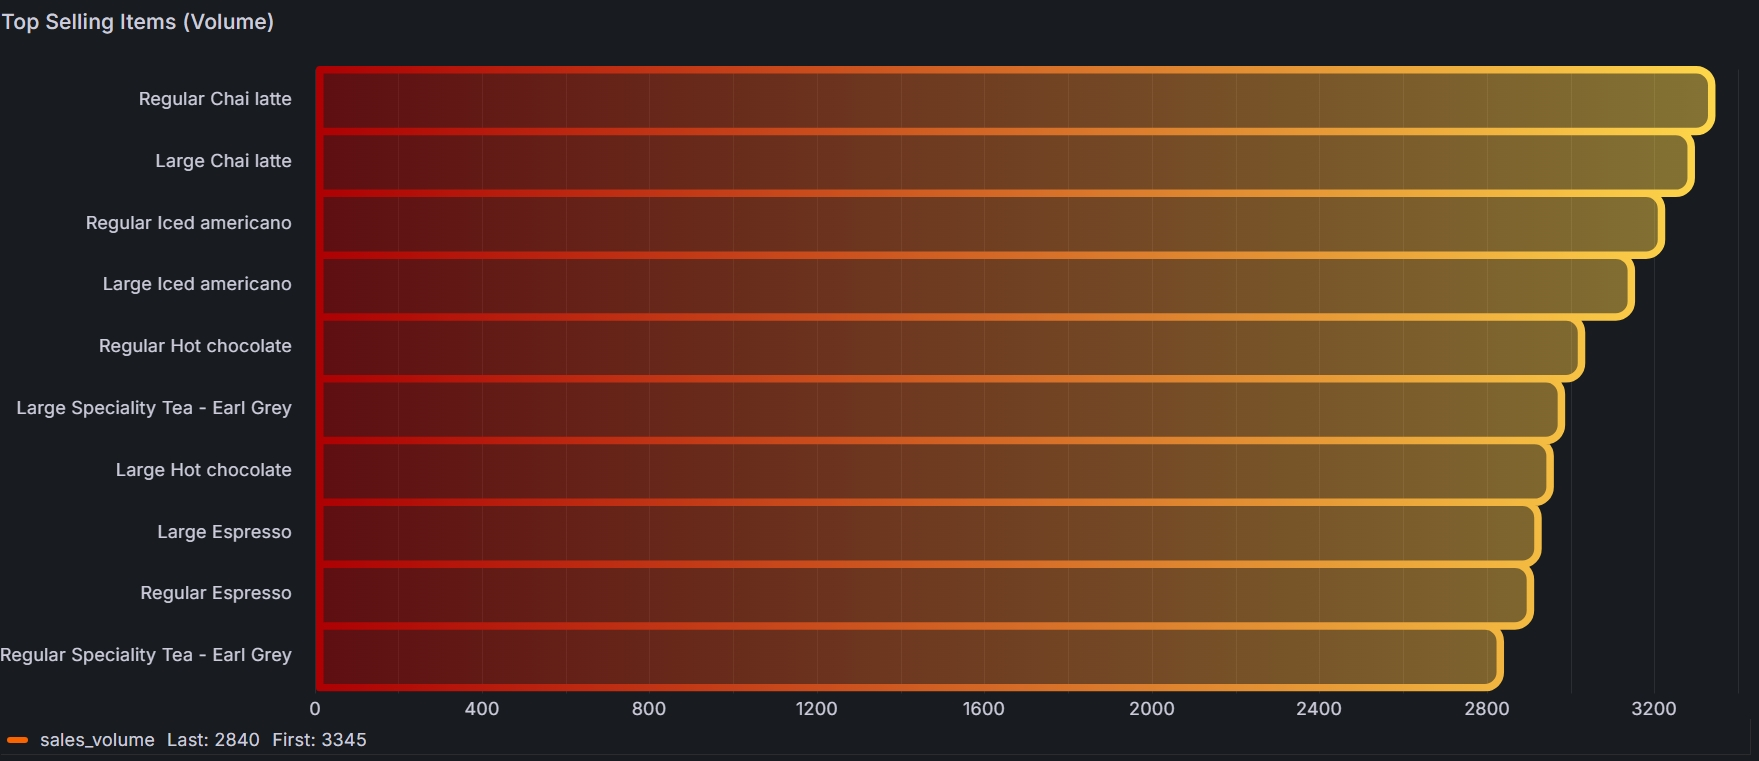 Top Selling Items (Volume)
Regular Chai latte
Large Chai latte
Regular Iced americano
Large Iced americano
Regular Hot chocolate
Large Speciality Tea - Earl Grey
Large Hot chocolate
Large Espresso
Regular Espresso
Regular Speciality Tea - Earl Grey
0 400 800 1200 1600 2000 2400 2800 3200
sales_volume Last: 2840 First: 3345